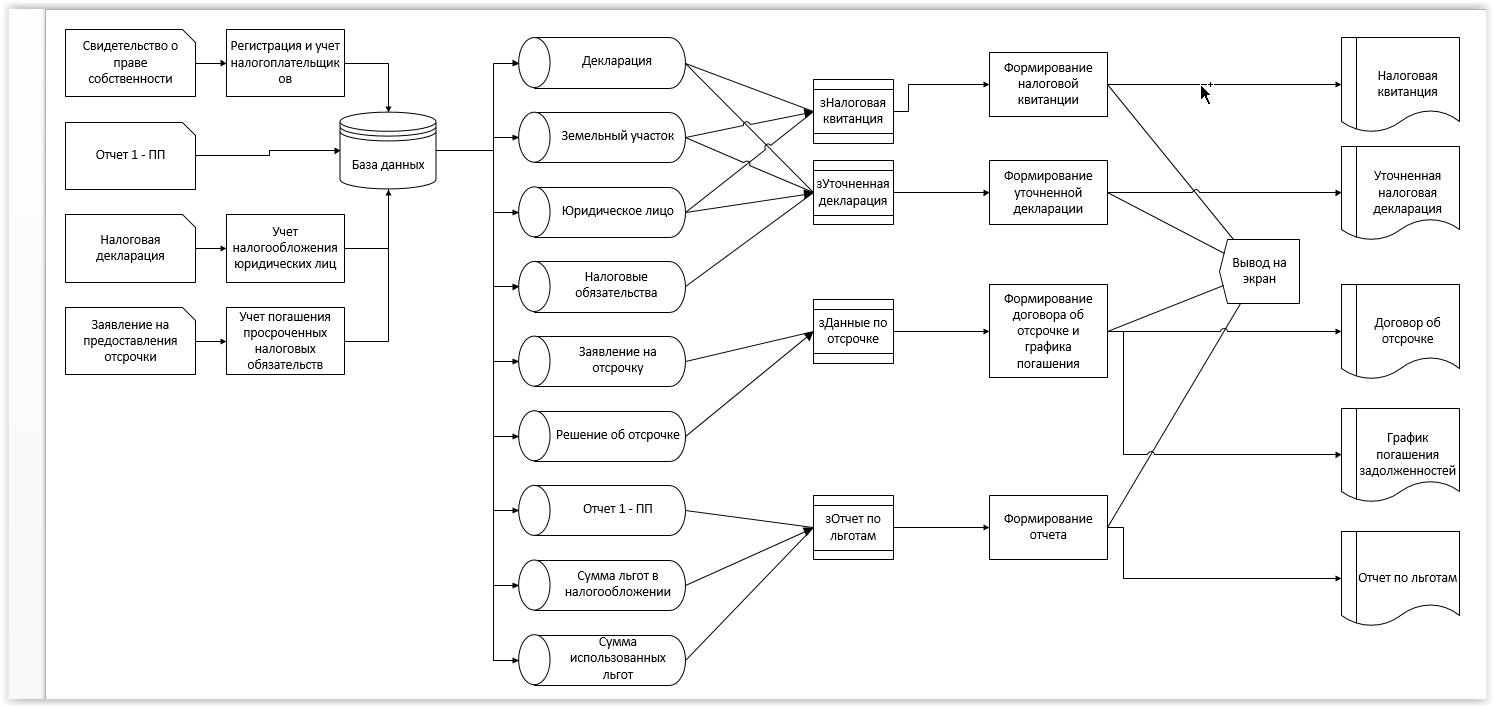 Свидетельство о
праве
собственности
Регистрация и учет
налогоплательщик
ов
Отчет 1 - ПП
База данных
Налоговая
декларация
Учет
налогообложения
юридических лиц
Заявление на
предоставления
отсрочки
Учет погашения
просроченных
налоговых
обязательств
Декларация
Земельный участок
Юридическое лицо
Налоговые
обязательства
Заявление на
отсрочку
Решение об отсрочке
Отчет 1 - ПП
Сумма льгот в
налогообложении
Сумма
использованных
льгот
зНалоговая
квитанция
зУточненная
декларация
зДанные по
отсрочке
зОтчет по
льготам
Формирование
налоговой
квитанции
Формирование
уточненной
декларации
Формирование
договора об
отсрочке и
графика
погашения
Формирование
отчета
Вывод на
экран
Налоговая
квитанция
Уточненная
налоговая
декларация
Договор об
отсрочке
График
погашения
задолженностей
Отчет по льготам